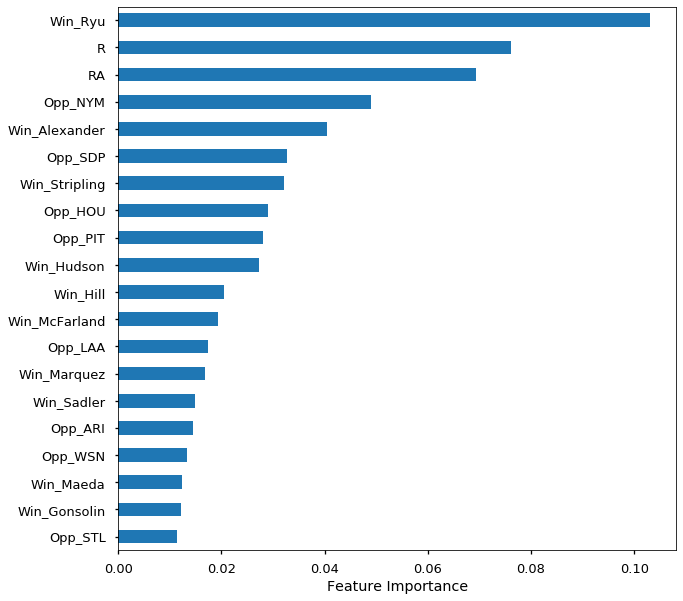 Win_Ryu
R
RA
Opp_NYM
Win_Alexander
Opp_SDP
Win_Stripling
Opp_HOU
Opp_PIT
Win_Hudson
Win_Hill
Win_McFarland
Opp_LAA
Win_Marquez
Win_Sadler
Opp_ARI
Opp_WSN
Win_Maeda
Win_Gonsolin
Opp_STL
0.00 0.02 0.04 0.06 0.08 0.10
Feature Importance